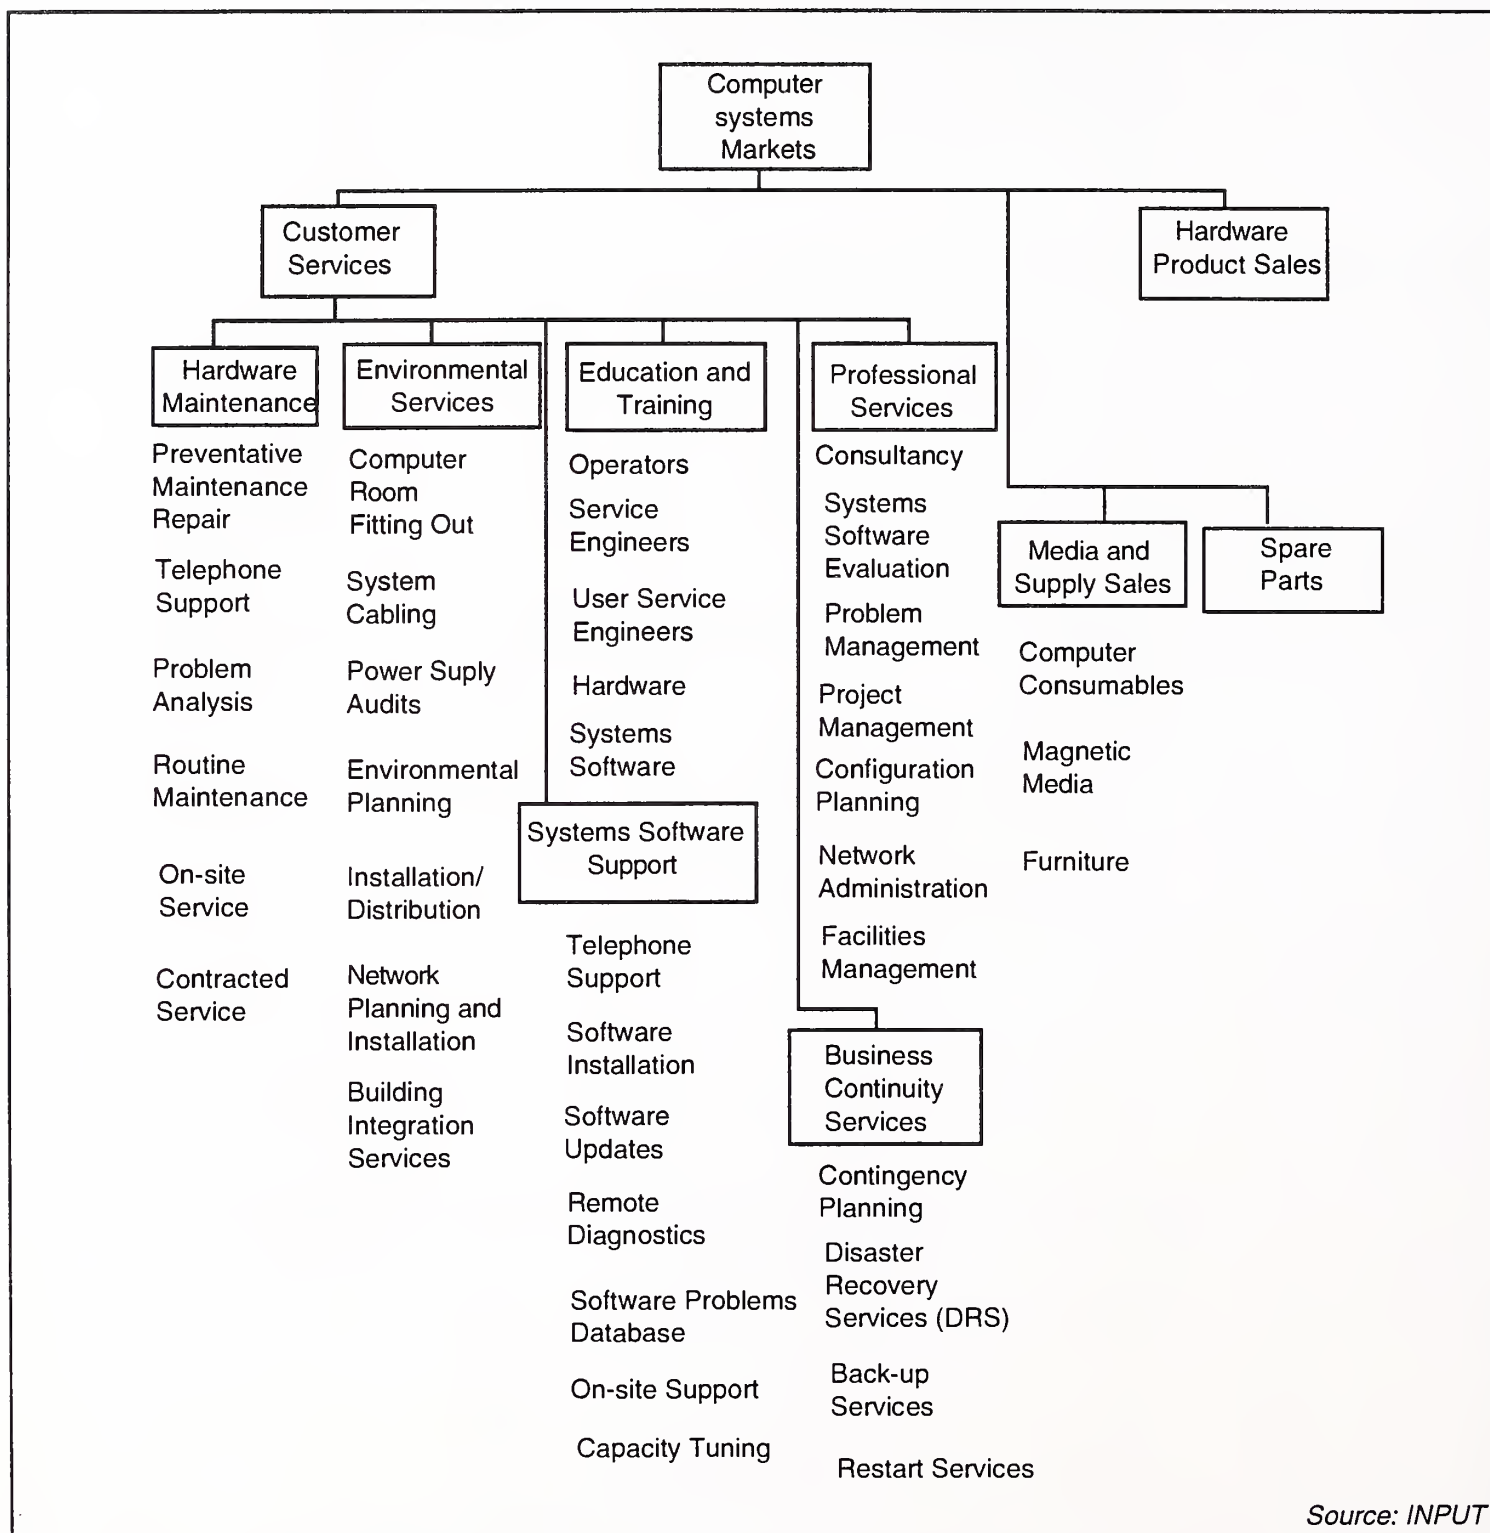 Computer
systems
Markets
Customer
Services
Hardware
Product Sales
Hardware
Maintenance
Preventative
Maintenance
Repair
Telephone
Support
Problem
Analysis
Routine
Maintenance
On-site
Service
Contracted
Service
Environmental
Services
Computer
Room
Fitting Out
System
Cabling
Power Suply
Audits
Environmental
Planning
Installation/
Distribution
Network
Planning and
Installation
Building
Integration
Services
Education and
Training
Operators
Service
Engineers
User Service
Engineers
Hardware
Systems
Software
Systems Software
Support
Telephone
Support
Software
Installation
Software
Updates
Remote
Diagnostics
Software Problems
Database
On-site Support
Capacity Tuning
Professional
Services
Consultancy
Systems
Software
Evaluation
Problem
Management
Project
Management
Configuration
Planning
Network
Administration
Facilities
Management
Business
Continuity
Services
Contingency
Planning
Disaster
Recovery
Services (DRS)
Back-up
Services
Restart Services
Media and
Supply Sales
Computer
Consumables
Magnetic
Media
Furniture
Spare
Parts
Source: INPUT